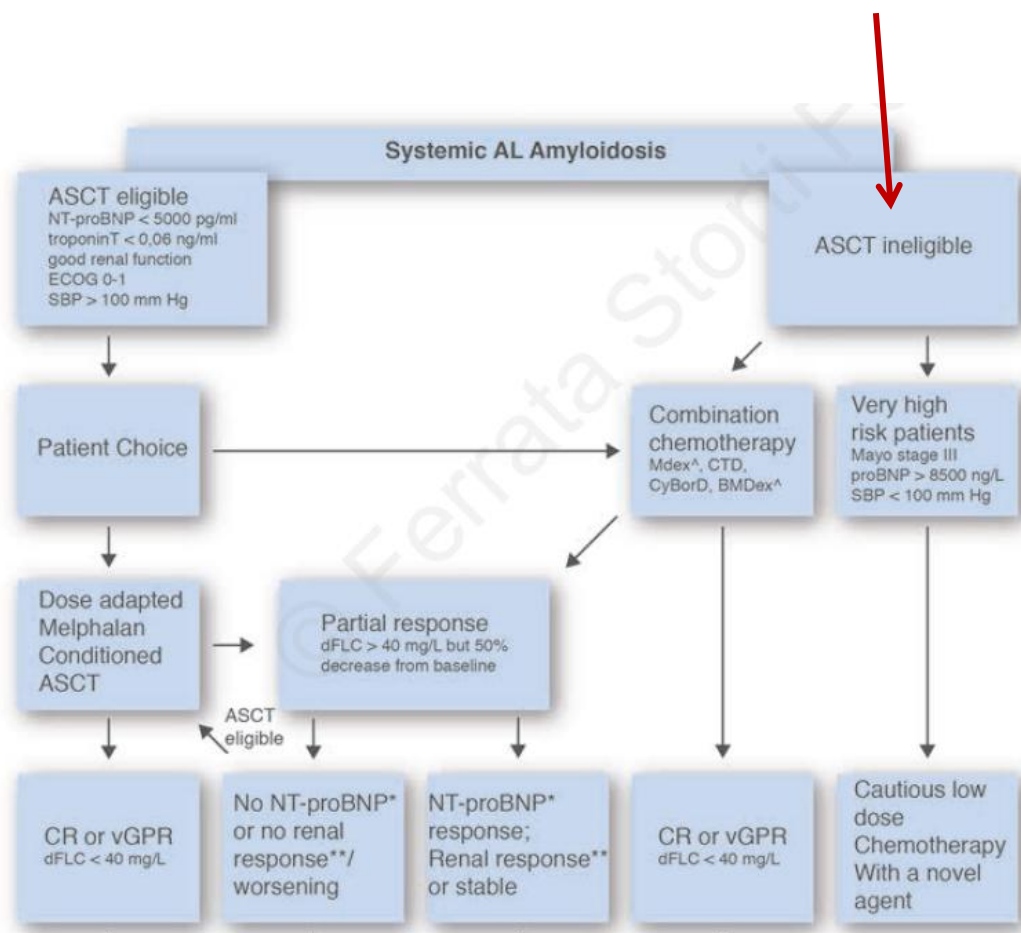 Systemic AL Amyloidosis
ASCT eligible
NT-proBNP < 5000 pg/ml
troponinT < 0,06 ng/ml
good renal function
ECOG 0-1
SBP > 100 mm Hg
ASCT ineligible
Patient Choice
Combination
chemotherapy
Mdex^, CTD,
CyBorD, BMDex^
Very high
risk patients
Mayo stage III
proBNP > 8500 ng/L
SBP < 100 mm Hg
Dose adapted
Melphalan
Conditioned
ASCT
Partial response
dFLC > 40 mg/L but 50%
decrease from baseline
ASCT
eligible
CR or vGPR
dFLC < 40 mg/L
No NT-proBNP*
or no renal
response**/
worsening
NT-proBNP*
response;
Renal response**
or stable
CR or vGPR
dFLC < 40 mg/L
Cautious low
dose
Chemotherapy
With a novel
agent
© Ferrata Storti